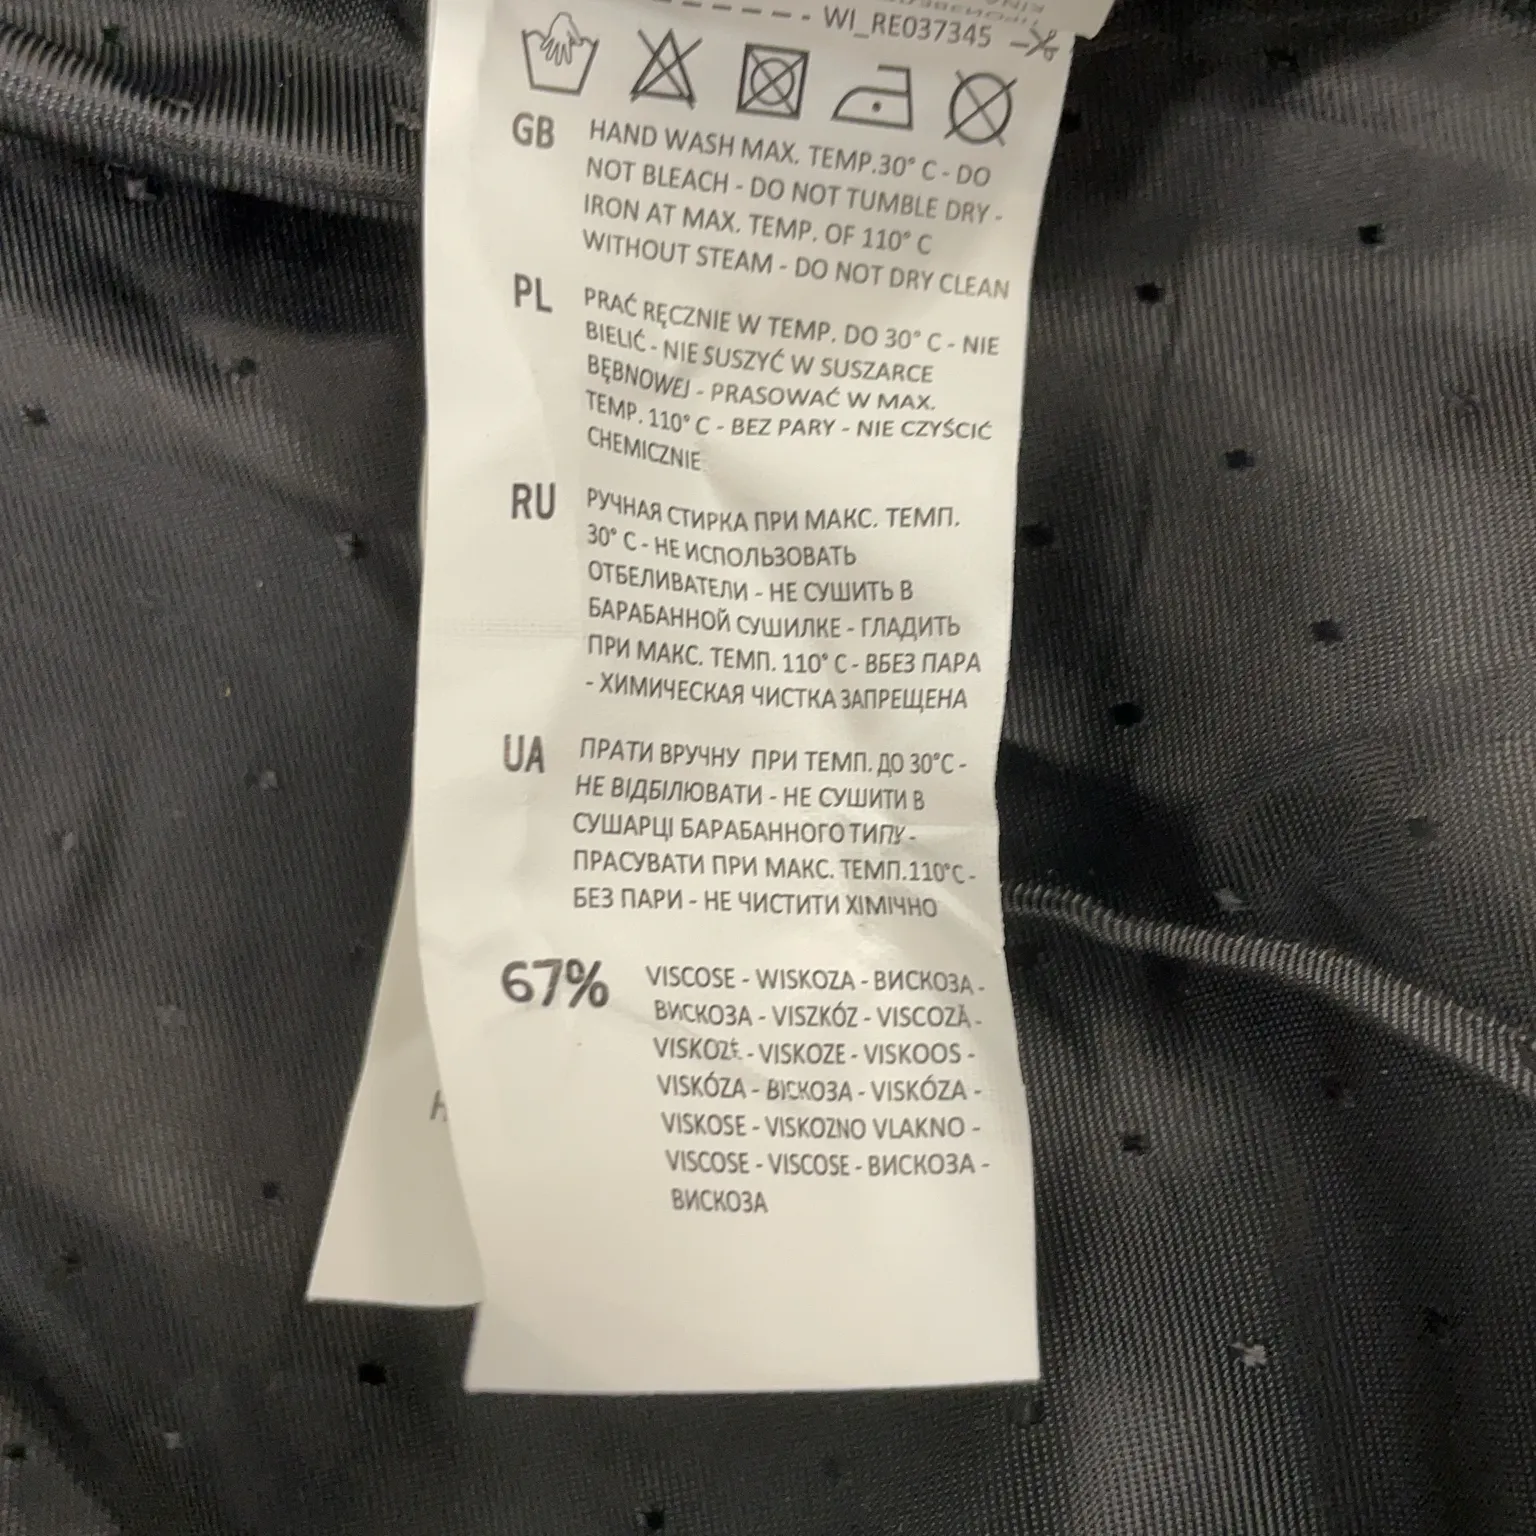 WI_RE037345
GB HAND WASH MAX. TEMP.30° C - DO
NOT BLEACH - DO NOT TUMBLE DRY -
IRON AT MAX. TEMP. OF 110° C
WITHOUT STEAM - DO NOT DRY CLEAN
PL PRAĆ RĘCZNIE W TEMP. DO 30° C - NIE
BIELIĆ - NIE SUSZYĆ W SUSZARCE
BĘBNOWEJ - PRASOWAĆ W MAX.
TEMP. 110° C - BEZ PARY - NIE CZYŚCIĆ
CHEMICZNIE
RU РУЧНАЯ СТИРКА ПРИ МАКС. ТЕМП.
30° C - НЕ ИСПОЛЬЗОВАТЬ
ОТБЕЛИВАТЕЛИ - НЕ СУШИТЬ В
БАРАБАННОЙ СУШИЛКЕ - ГЛАДИТЬ
ПРИ МАКС. ТЕМП. 110° C - ВБЕЗ ПАРА
- ХИМИЧЕСКАЯ ЧИСТКА ЗАПРЕЩЕНА
UA ПРАТИ ВРУЧНУ ПРИ ТЕМП. ДО 30°C -
НЕ ВІДБІЛЮВАТИ - НЕ СУШИТИ В
СУШАРЦІ БАРАБАННОГО ТИПУ -
ПРАСУВАТИ ПРИ МАКС. ТЕМП.110°C -
БЕЗ ПАРИ - НЕ ЧИСТИТИ ХІМІЧНО
67% VISCOSE - WISKOZA - ВИСКОЗА -
ВИСКОЗА - VISZKÓZ - VISCOZĂ -
VISKOZĖ - VISKOZE - VISKOOS -
VISKÓZA - ВІСКОЗА - VISKÓZA -
VISKOSE - VISKOZNO VLAKNO -
VISCOSE - VISCOSE - ВИСКОЗА -
ВИСКОЗА